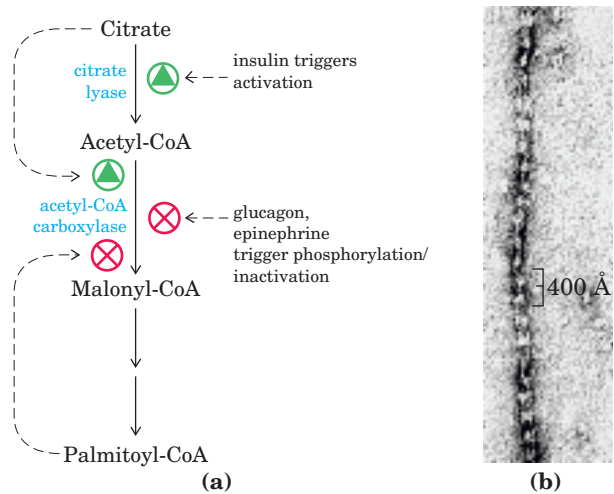 Citrate
citrate
lyase
insulin triggers
activation
Acetyl-CoA
acetyl-CoA
carboxylase
glucagon,
epinephrine
trigger phosphorylation/
inactivation
Malonyl-CoA
Palmitoyl-CoA
(a)
400 Å
(b)